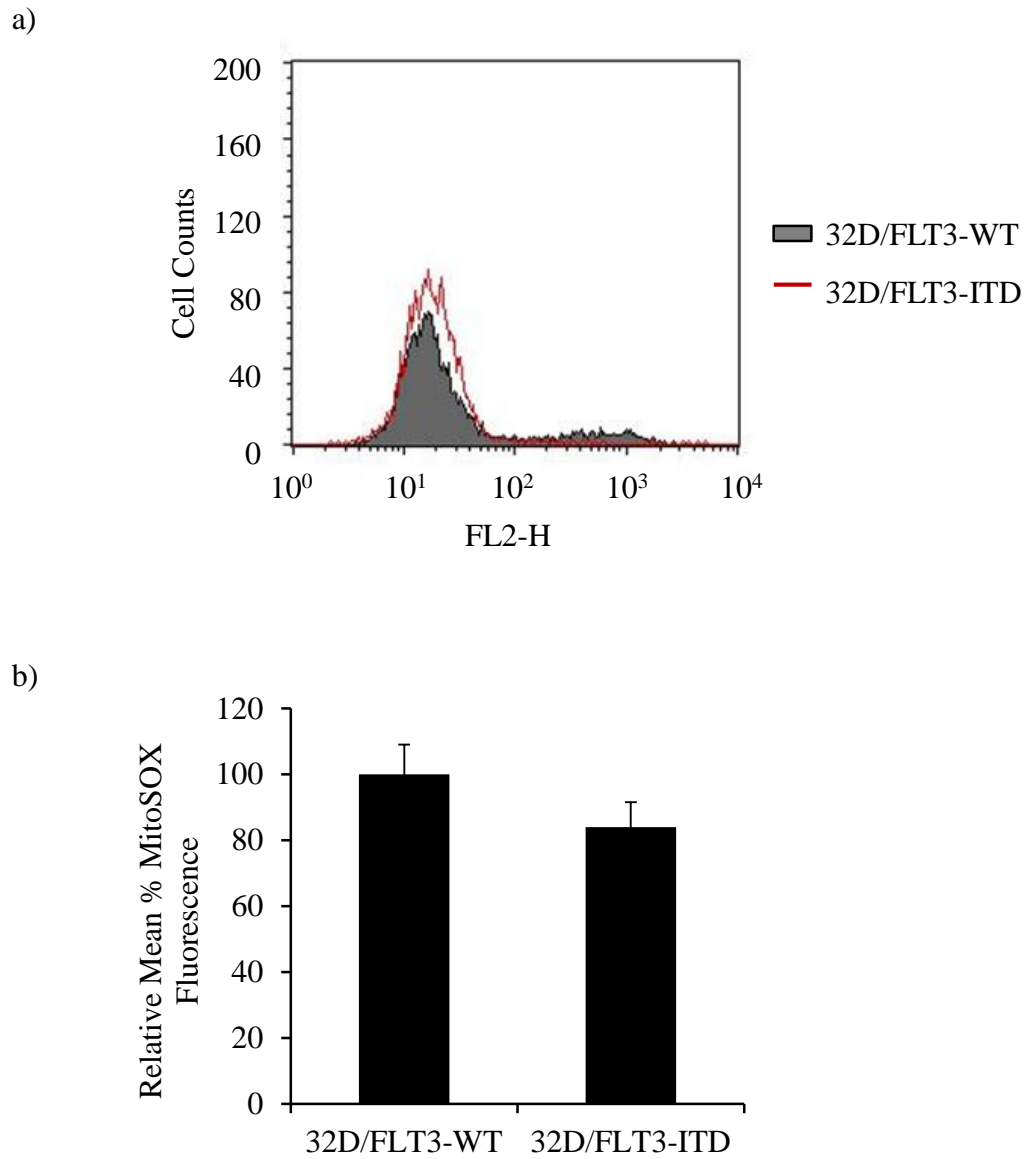 a)
200
160
120
80
40
0
Cell Counts
10⁰ 10¹ 10² 10³ 10⁴
FL2-H
32D/FLT3-WT
32D/FLT3-ITD
b)
120
100
80
60
40
20
0
Relative Mean % MitoSOX
Fluorescence
32D/FLT3-WT 32D/FLT3-ITD